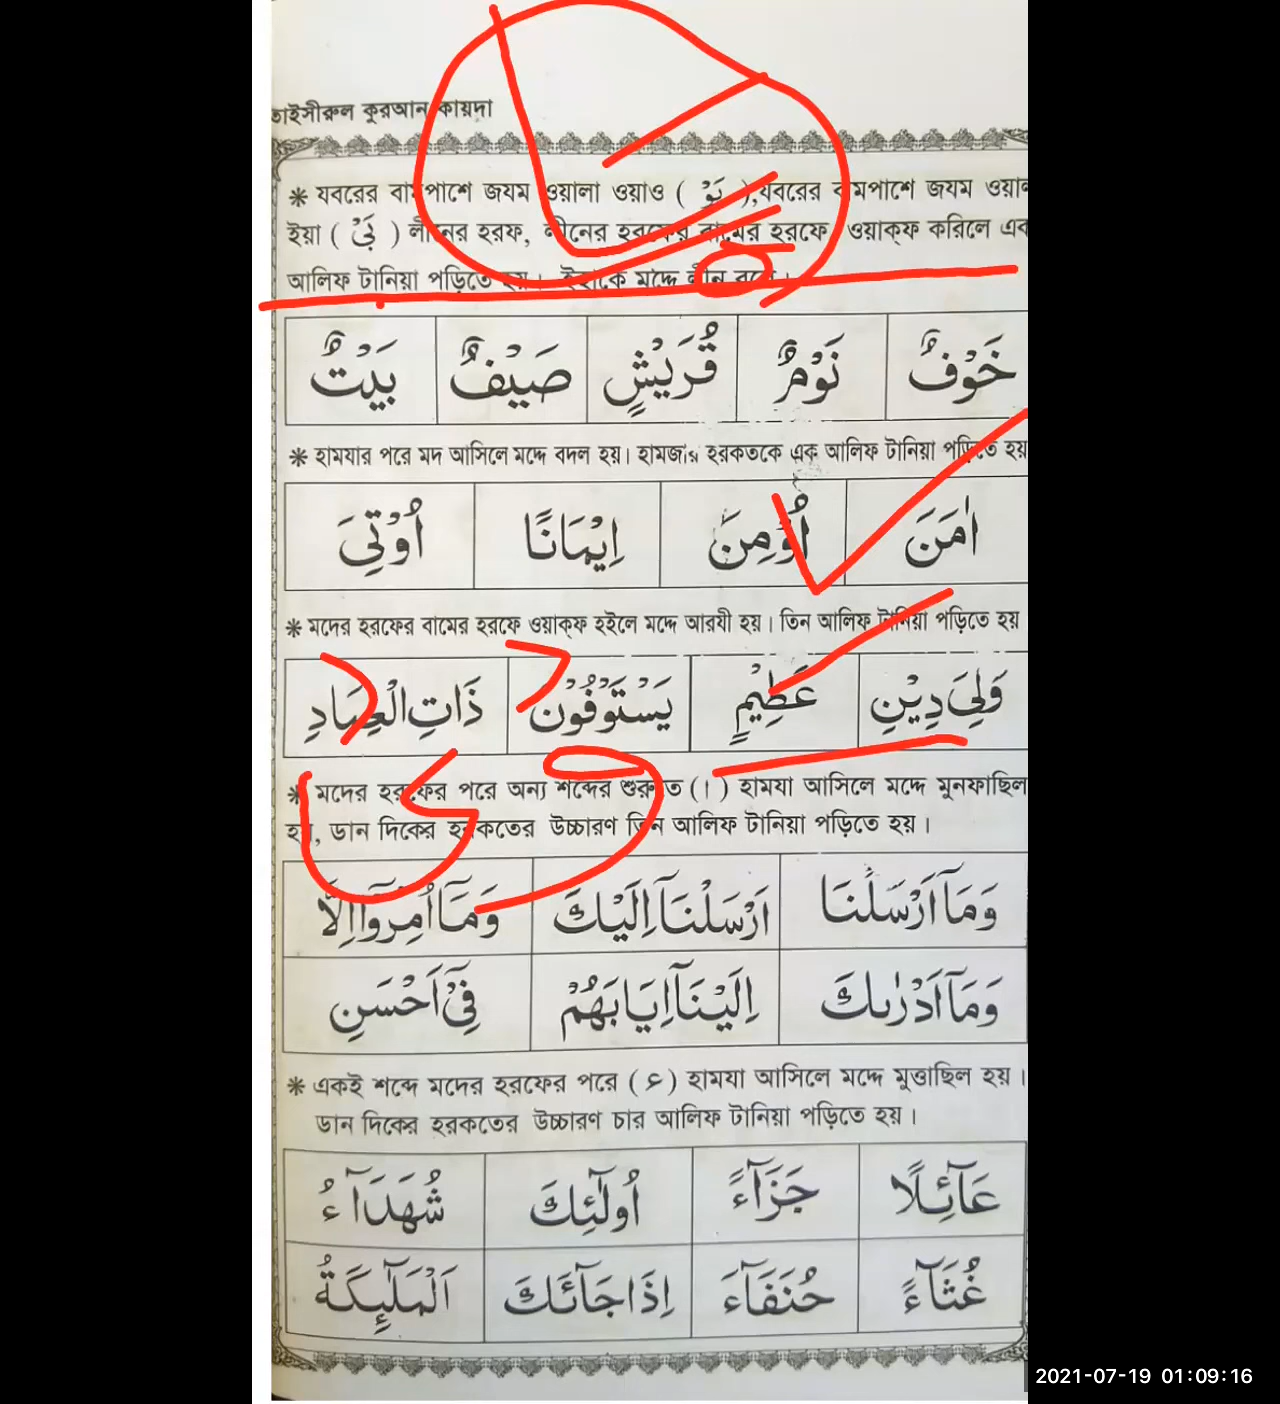 তাইসীরুল কুরআন কায়দা
* যবরের বামপাশে জযম ওয়ালা ওয়াও ( بَوْ ),যবরের বামপাশে জযম
ইয়া ( بَىْ ) লীনের হরফ, লীনের হরফের বামের হরফে ওয়াক্ফ করিলে এক
আলিফ টানিয়া পড়িতে হয়। ইহাকে মদ্দে লীন বলে।
خَوْفٌ نَوْمٌ قُرَيْشٍ صَيْفٌ بَيْتٌ
* হামযার পরে মদ আসিলে মদ্দে বদল হয়। হামজার হরকতকে এক আলিফ টানিয়া পড়িতে হয়
اٰمَنَ اُوْمِنَ اِيْمَانًا اُوْتِىَ
* মদের হরফের বামের হরফে ওয়াক্ফ হইলে মদ্দে আরযী হয়। তিন আলিফ টানিয়া পড়িতে হয়
وَلِىَ دِيْنِ عَظِيْمٍ يَسْتَوْفُوْنَ ذَاتِ الْعِمَادِ
* মদের হরফের পরে অন্য শব্দের শুরুতে (।) হামযা আসিলে মদ্দে মুনফাছিল
হয়, ডান দিকের হরকতের উচ্চারণ তিন আলিফ টানিয়া পড়িতে হয়।
وَمَآ اَرْسَلْنَا اَرْسَلْنَآ اِلَيْكَ وَمَآ اُمِرُوْٓا اِلَّا
وَمَآ اَدْرٰىكَ اِلَيْنَآ اِيَابَهُمْ فِىْٓ اَحْسَنِ
* একই শব্দে মদের হরফের পরে (ء) হামযা আসিলে মদ্দে মুত্তাছিল হয়।
ডান দিকের হরকতের উচ্চারণ চার আলিফ টানিয়া পড়িতে হয়।
عَآئِلًا جَزَآءً اُولٰٓئِكَ شُهَدَآءُ
غُثَآءً حُنَفَآءَ اِذَا جَآئَكَ اَلْمَلٰٓئِكَةُ
2021-07-19 01:09:16